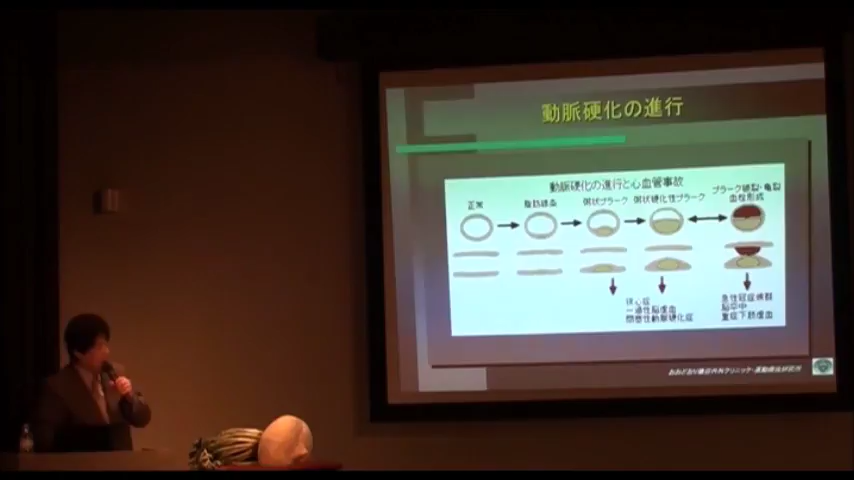 動脈硬化の進行
動脈硬化の進行と心血管事故
正常
脂肪線条
粥状プラーク
粥状硬化性プラーク
プラーク破裂・亀裂
血栓形成
狭心症
一過性脳虚血
閉塞性動脈硬化症
急性冠症候群
脳卒中
重症下肢虚血